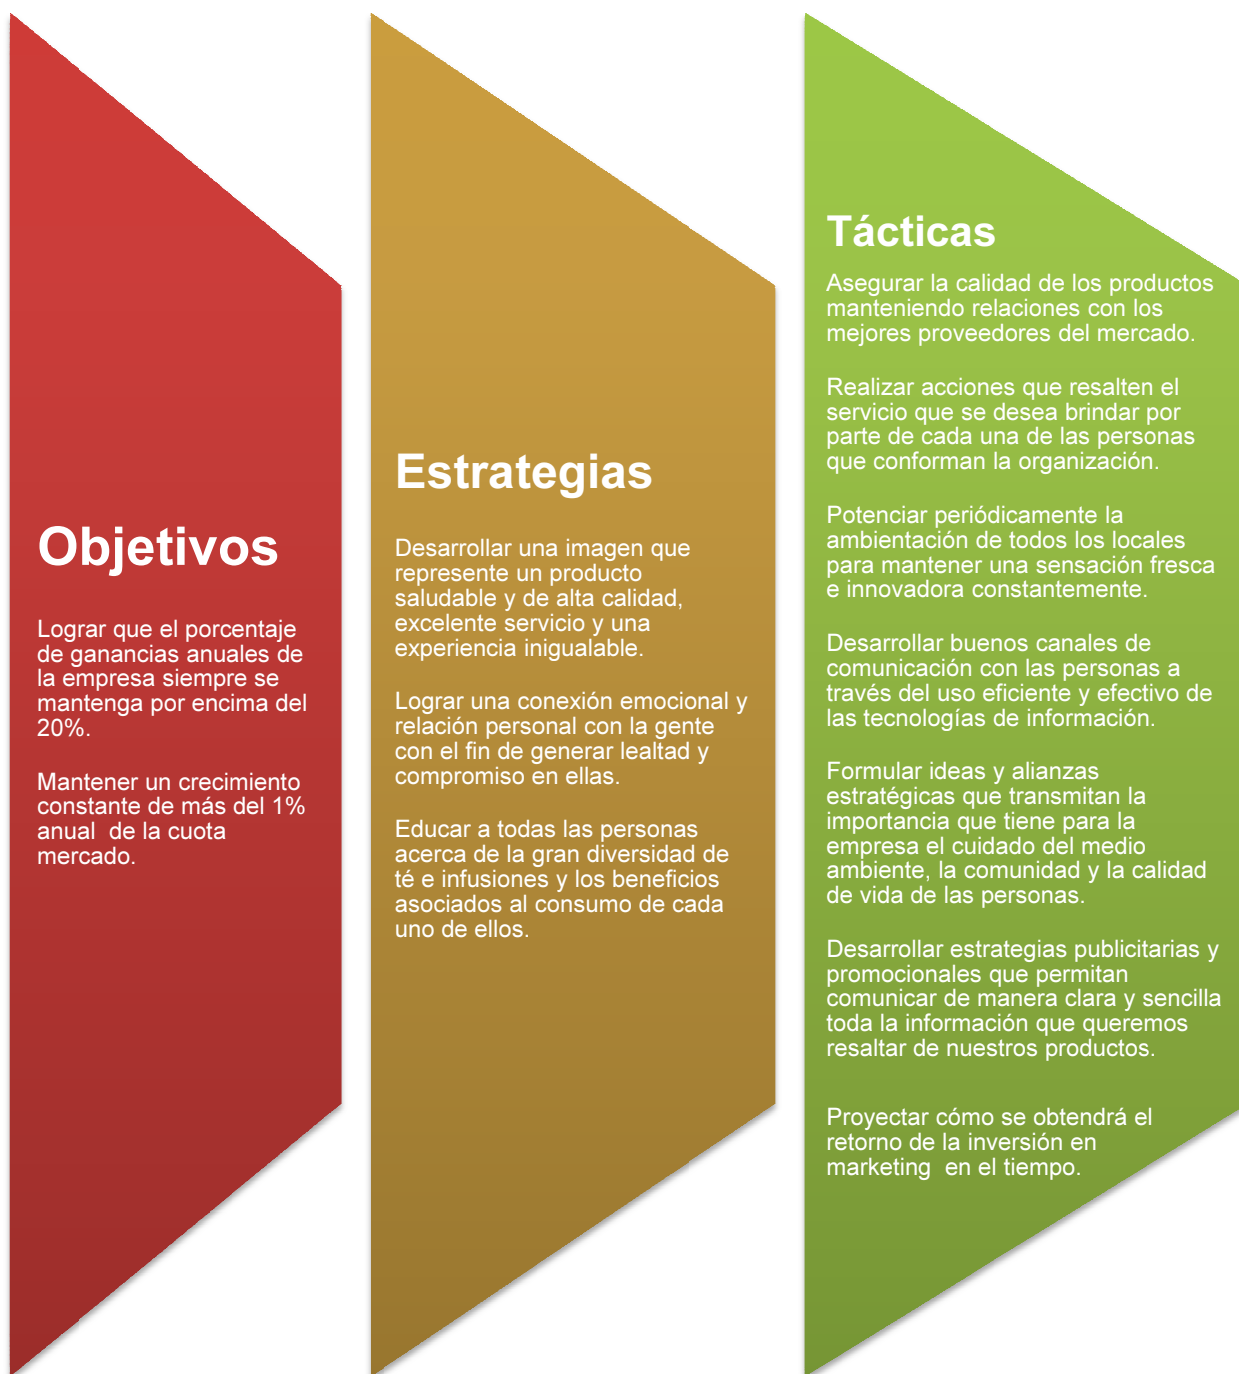 Objetivos
Lograr que el porcentaje
de ganancias anuales de
la empresa siempre se
mantenga por encima del
20%.
Mantener un crecimiento
constante de más del 1%
anual  de la cuota
mercado.
Estrategias
Desarrollar una imagen que
represente un producto
saludable y de alta calidad,
excelente servicio y una
experiencia inigualable.
Lograr una conexión emocional y
relación personal con la gente
con el fin de generar lealtad y
compromiso en ellas.
Educar a todas las personas
acerca de la gran diversidad de
té e infusiones y los beneficios
asociados al consumo de cada
uno de ellos.
Tácticas
Asegurar la calidad de los productos
manteniendo relaciones con los
mejores proveedores del mercado.
Realizar acciones que resalten el
servicio que se desea brindar por
parte de cada una de las personas
que conforman la organización.
Potenciar periódicamente la
ambientación de todos los locales
para mantener una sensación fresca
e innovadora constantemente.
Desarrollar buenos canales de
comunicación con las personas a
través del uso eficiente y efectivo de
las tecnologías de información.
Formular ideas y alianzas
estratégicas que transmitan la
importancia que tiene para la
empresa el cuidado del medio
ambiente, la comunidad y la calidad
de vida de las personas.
Desarrollar estrategias publicitarias y
promocionales que permitan
comunicar de manera clara y sencilla
toda la información que queremos
resaltar de nuestros productos.
Proyectar cómo se obtendrá el
retorno de la inversión en
marketing  en el tiempo.